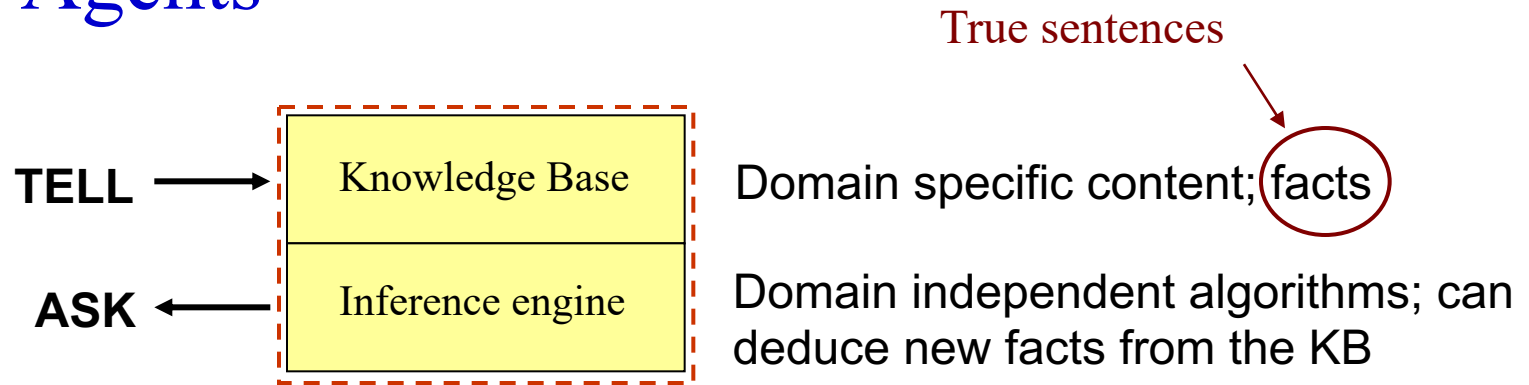 Agents
True sentences
TELL
Knowledge Base
Domain specific content; facts
ASK
Inference engine
Domain independent algorithms; can
deduce new facts from the KB